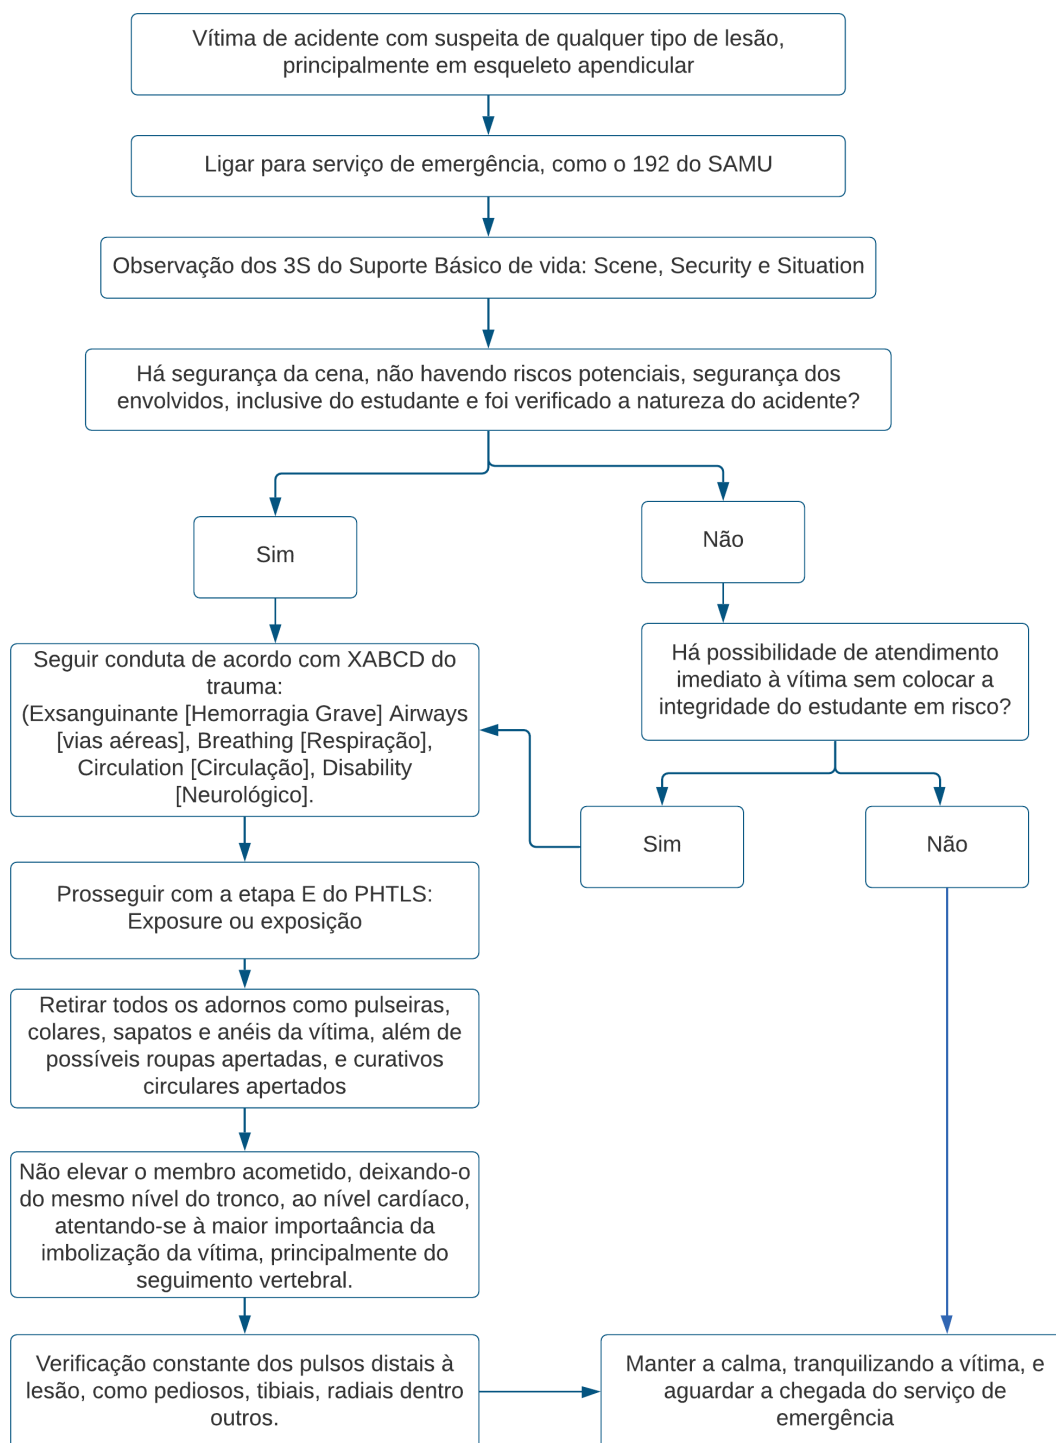 Vítima de acidente com suspeita de qualquer tipo de lesão,
principalmente em esqueleto apendicular
Ligar para serviço de emergência, como o 192 do SAMU
Observação dos 3S do Suporte Básico de vida: Scene, Security e Situation
Há segurança da cena, não havendo riscos potenciais, segurança dos
envolvidos, inclusive do estudante e foi verificado a natureza do acidente?
Sim
Não
Seguir conduta de acordo com XABCD do
trauma:
(Exsanguinante [Hemorragia Grave] Airways
[vias aéreas], Breathing [Respiração],
Circulation [Circulação], Disability
[Neurológico].
Há possibilidade de atendimento
imediato à vítima sem colocar a
integridade do estudante em risco?
Sim
Não
Prosseguir com a etapa E do PHTLS:
Exposure ou exposição
Retirar todos os adornos como pulseiras,
colares, sapatos e anéis da vítima, além de
possíveis roupas apertadas, e curativos
circulares apertados
Não elevar o membro acometido, deixando-o
do mesmo nível do tronco, ao nível cardíaco,
atentando-se à maior importaância da
imbolização da vítima, principalmente do
seguimento vertebral.
Verificação constante dos pulsos distais à
lesão, como pediosos, tibiais, radiais dentro
outros.
Manter a calma, tranquilizando a vítima, e
aguardar a chegada do serviço de
emergência